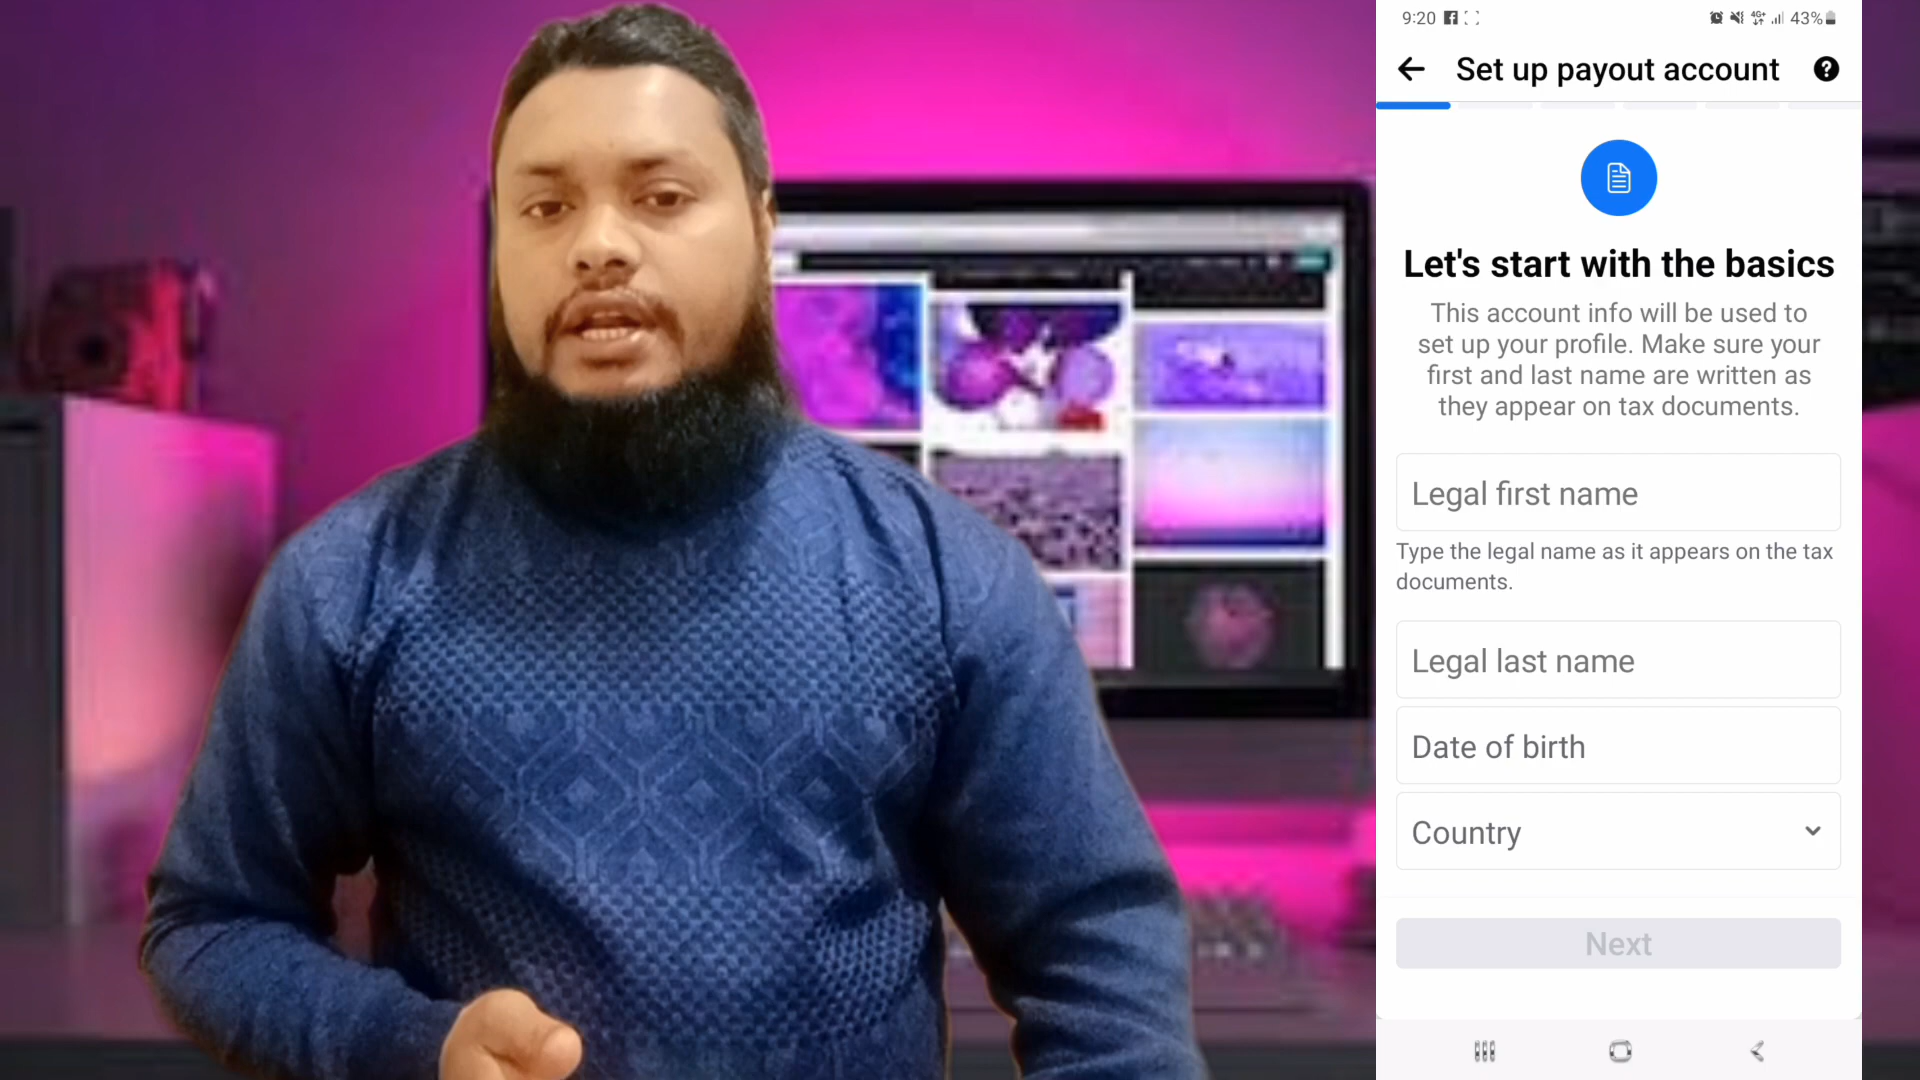 9:20
4G+
43%
Set up payout account
Let's start with the basics
This account info will be used to
set up your profile. Make sure your
first and last name are written as
they appear on tax documents.
Legal first name
Type the legal name as it appears on the tax
documents.
Legal last name
Date of birth
Country
Next